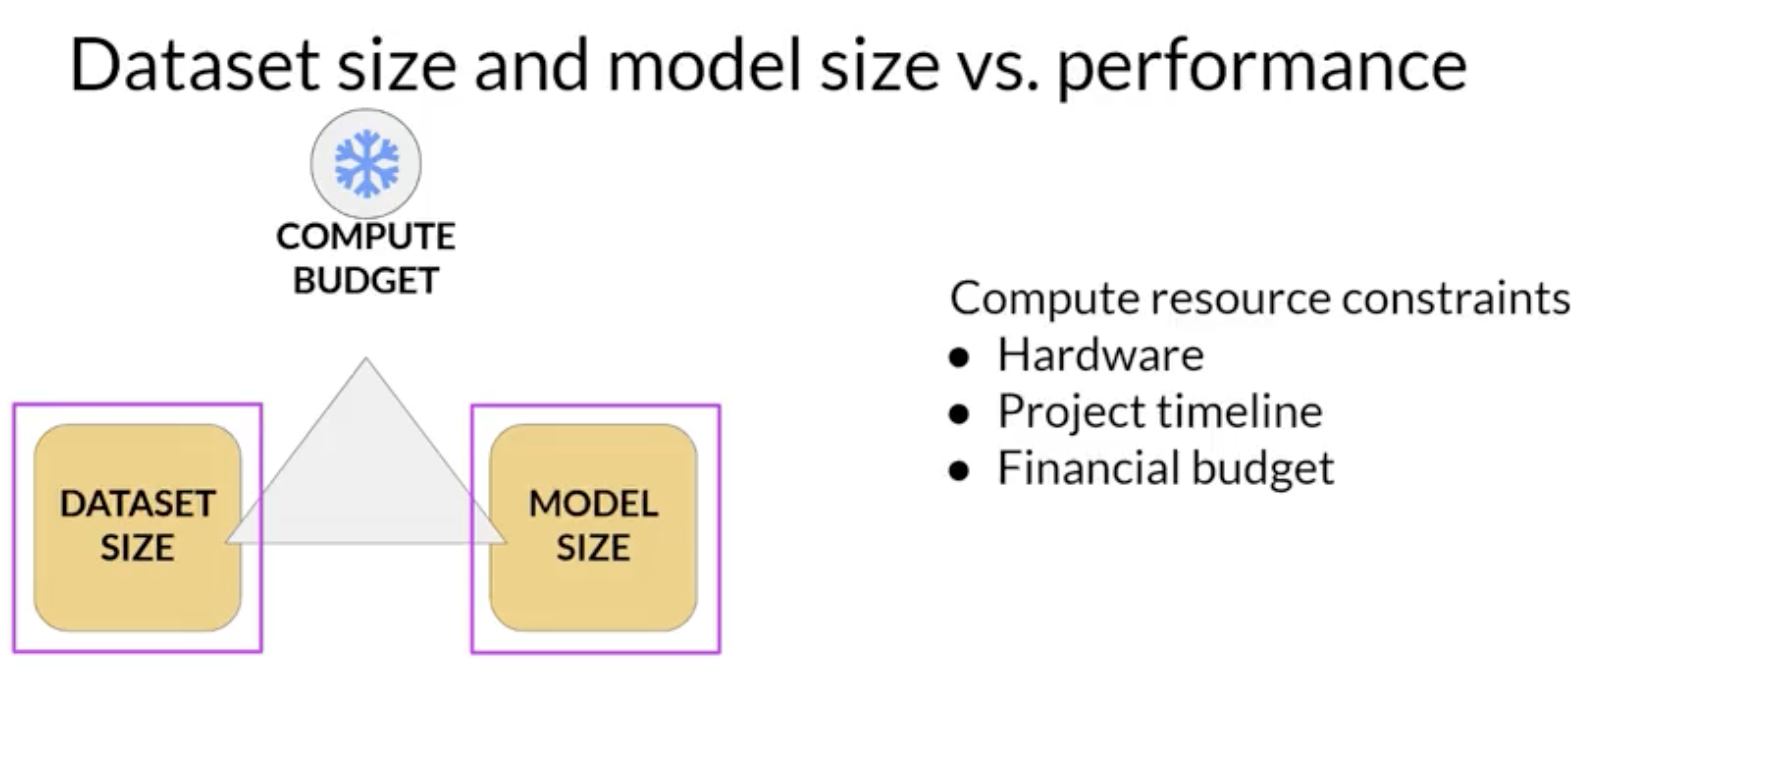 Dataset size and model size vs. performance
COMPUTE
BUDGET
DATASET
SIZE
MODEL
SIZE
Compute resource constraints
● Hardware
● Project timeline
● Financial budget